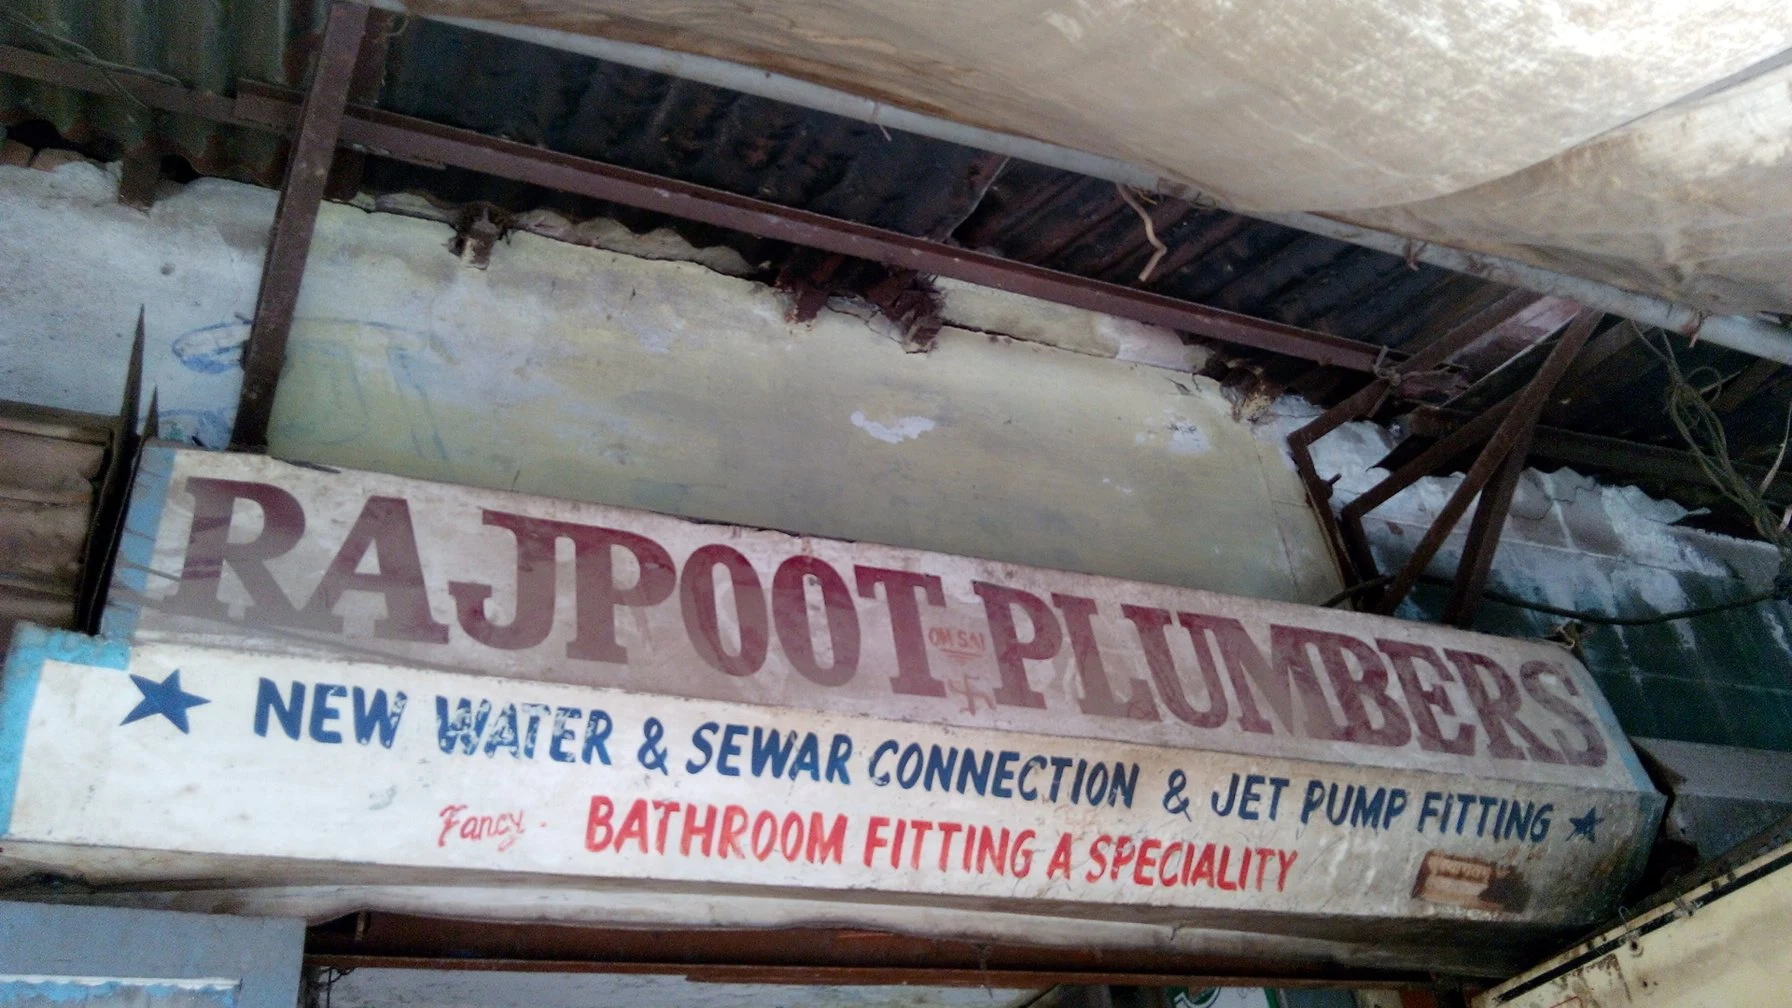 RAJPOOT PLUMBERS
OM SAI
★ NEW WATER & SEWAR CONNECTION & JET PUMP FITTING ★
Fancy - BATHROOM FITTING A SPECIALITY